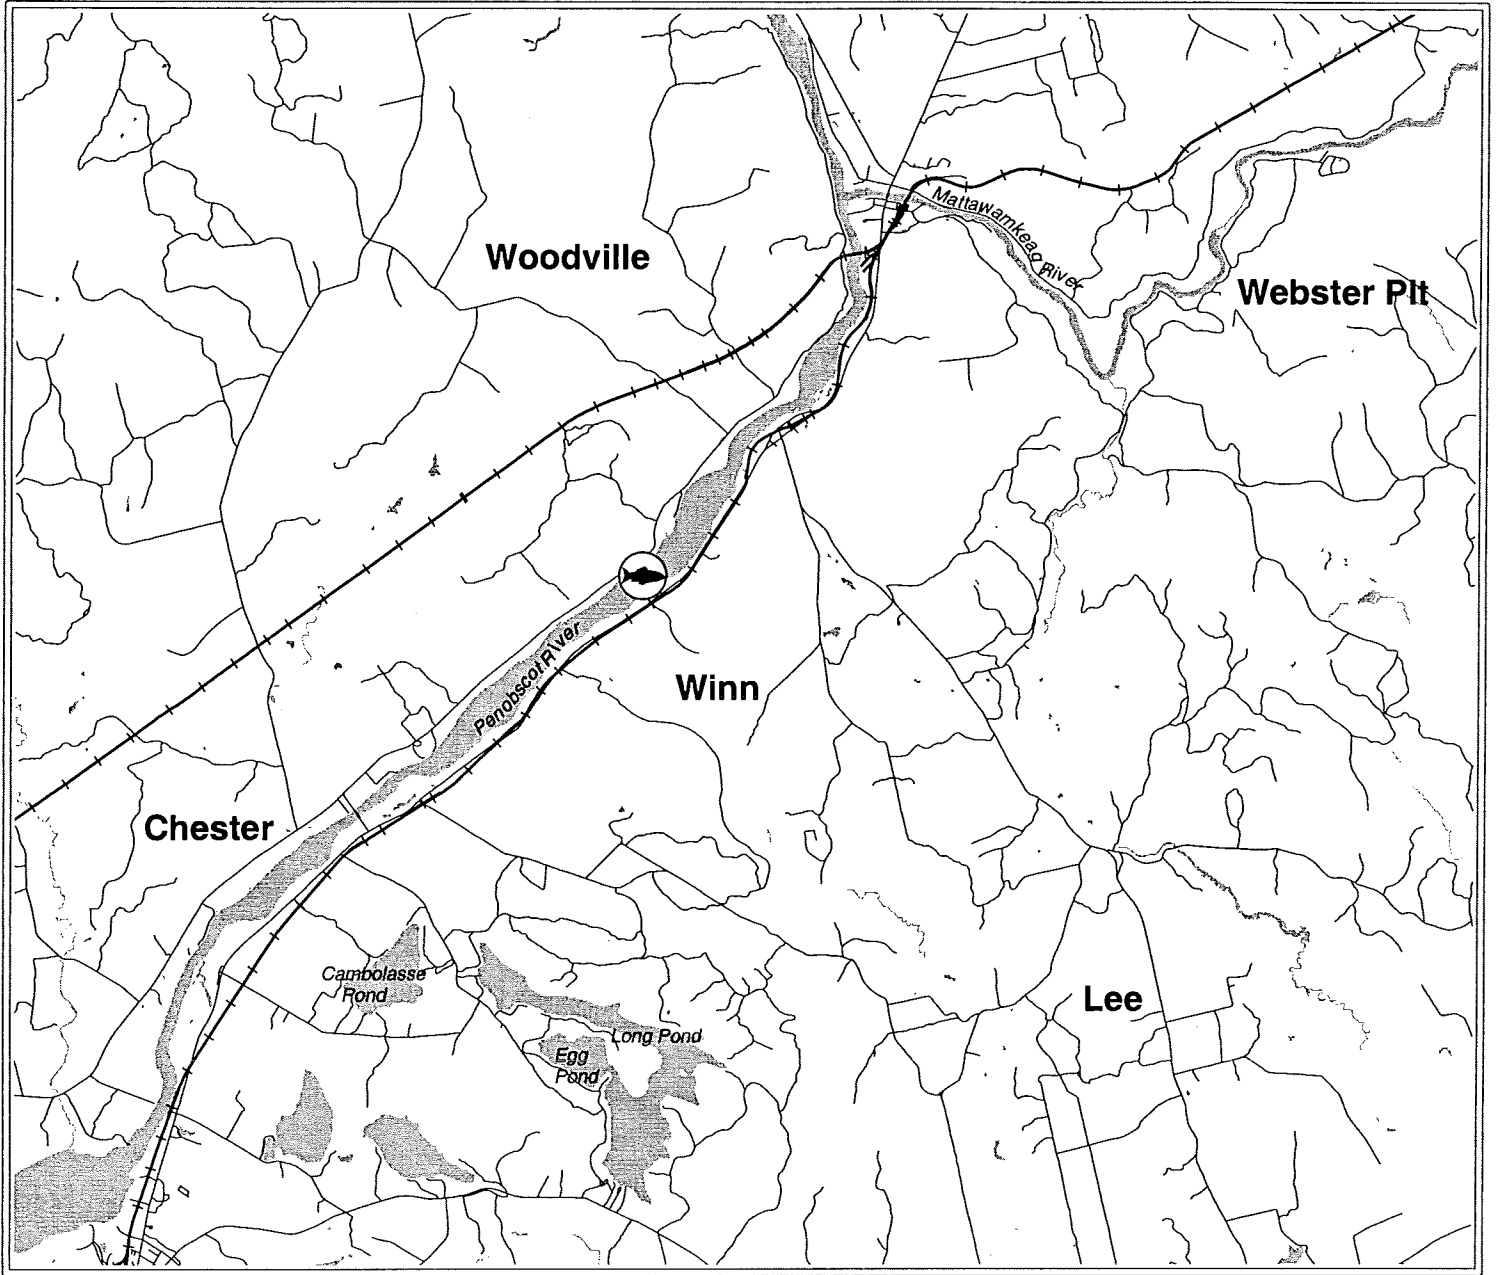 Mattawamkeag River
Woodville
Webster Plt
Penobscot River
Winn
Chester
Cambolasse
Pond
Lee
Long Pond
Egg
Pond